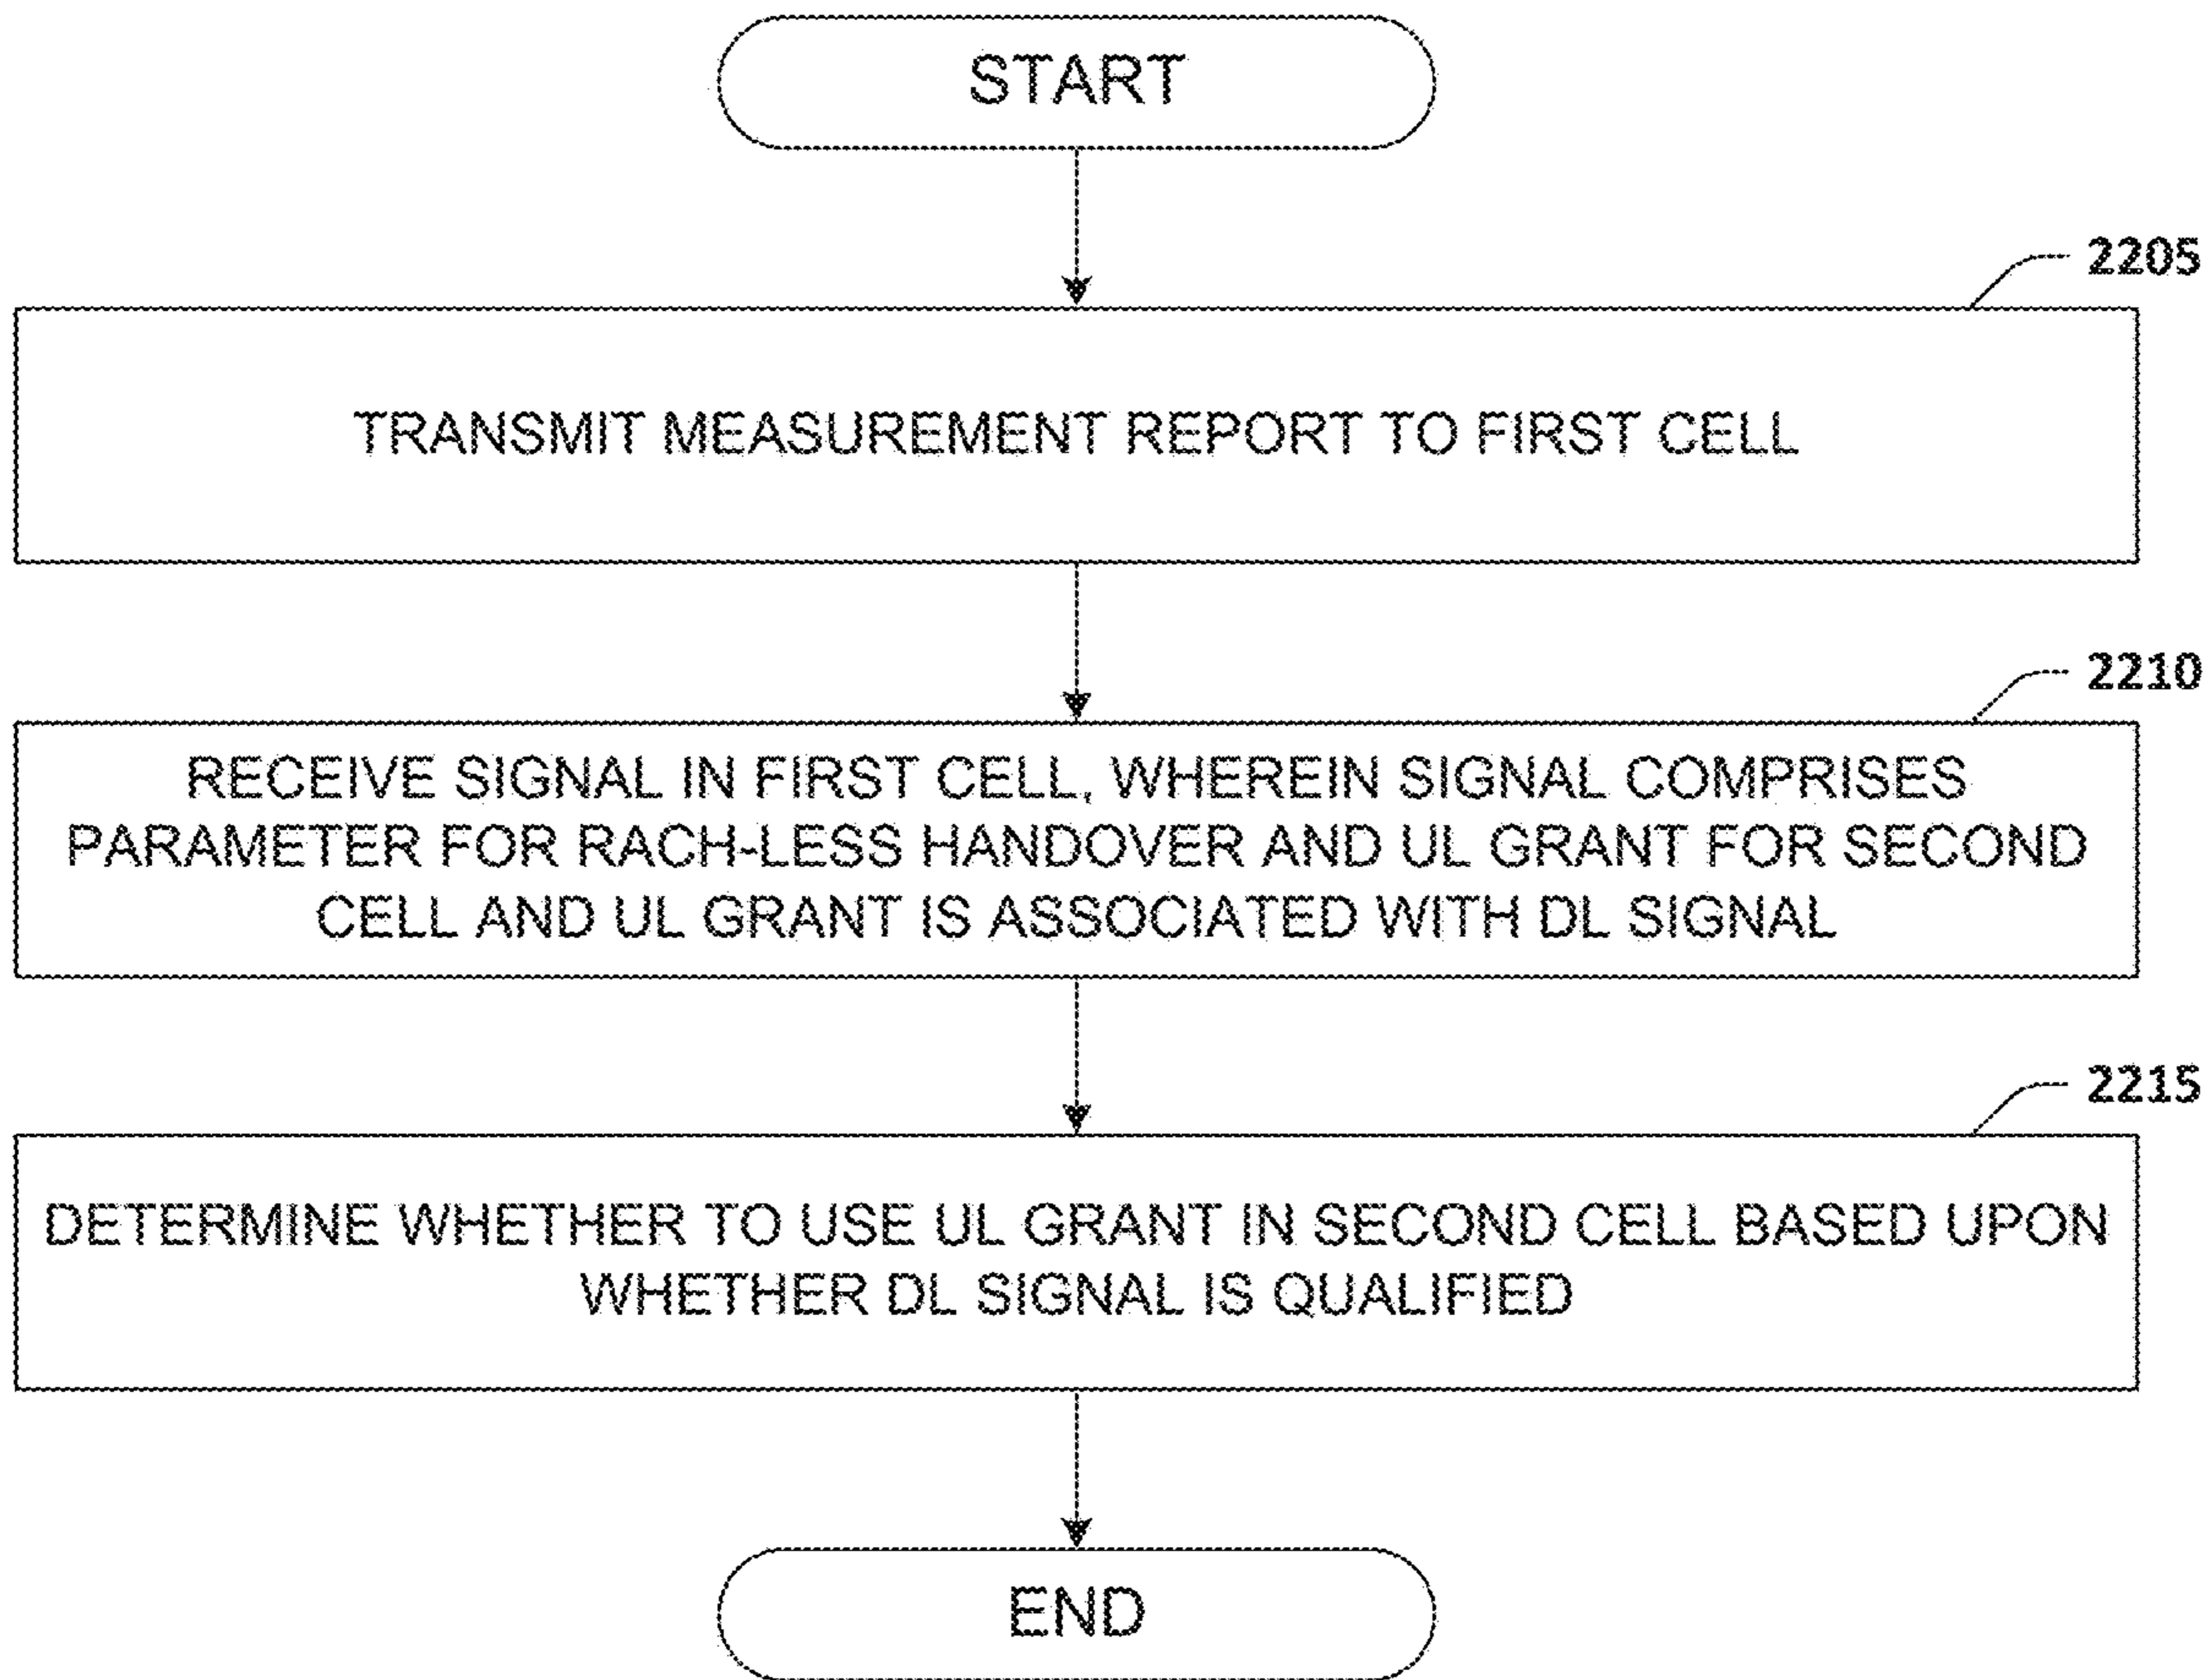 START
2205
TRANSMIT MEASUREMENT REPORT TO FIRST CELL
2210
RECEIVE SIGNAL IN FIRST CELL, WHEREIN SIGNAL COMPRISES
PARAMETER FOR RACH-LESS HANDOVER AND UL GRANT FOR SECOND
CELL AND UL GRANT IS ASSOCIATED WITH DL SIGNAL
2215
DETERMINE WHETHER TO USE UL GRANT IN SECOND CELL BASED UPON
WHETHER DL SIGNAL IS QUALIFIED
END